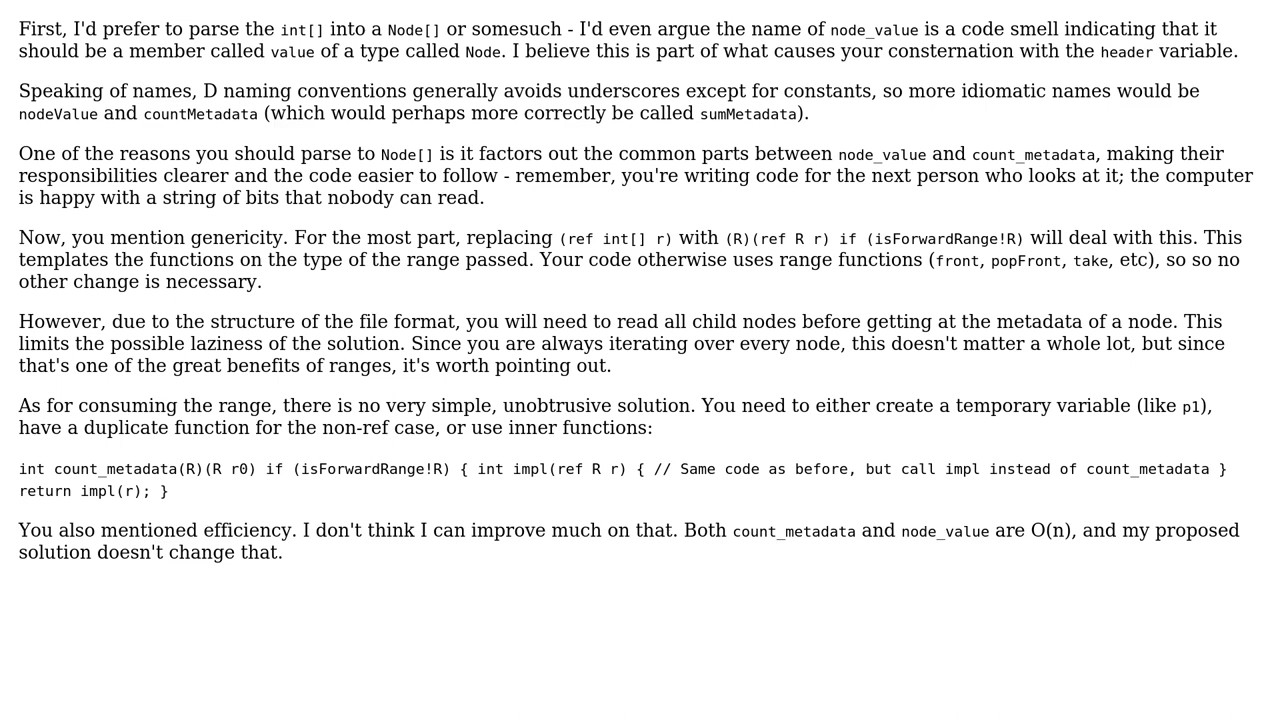 First, I'd prefer to parse the int[] into a Node[] or somesuch - I'd even argue the name of node_value is a code smell indicating that it
should be a member called value of a type called Node. I believe this is part of what causes your consternation with the header variable.
Speaking of names, D naming conventions generally avoids underscores except for constants, so more idiomatic names would be
nodeValue and countMetadata (which would perhaps more correctly be called sumMetadata).
One of the reasons you should parse to Node[] is it factors out the common parts between node_value and count_metadata, making their
responsibilities clearer and the code easier to follow - remember, you're writing code for the next person who looks at it; the computer
is happy with a string of bits that nobody can read.
Now, you mention genericity. For the most part, replacing (ref int[] r) with (R)(ref R r) if (isForwardRange!R) will deal with this. This
templates the functions on the type of the range passed. Your code otherwise uses range functions (front, popFront, take, etc), so so no
other change is necessary.
However, due to the structure of the file format, you will need to read all child nodes before getting at the metadata of a node. This
limits the possible laziness of the solution. Since you are always iterating over every node, this doesn't matter a whole lot, but since
that's one of the great benefits of ranges, it's worth pointing out.
As for consuming the range, there is no very simple, unobtrusive solution. You need to either create a temporary variable (like p1),
have a duplicate function for the non-ref case, or use inner functions:
int count_metadata(R)(R r0) if (isForwardRange!R) { int impl(ref R r) { // Same code as before, but call impl instead of count_metadata }
return impl(r); }
You also mentioned efficiency. I don't think I can improve much on that. Both count_metadata and node_value are O(n), and my proposed
solution doesn't change that.